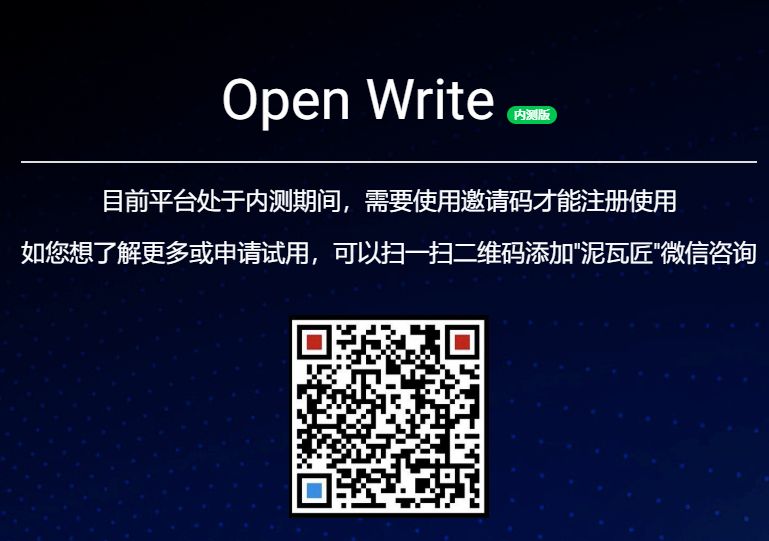 Open Write 内测版
目前平台处于内测期间，需要使用邀请码才能注册使用
如您想了解更多或申请试用，可以扫一扫二维码添加"泥瓦匠"微信咨询